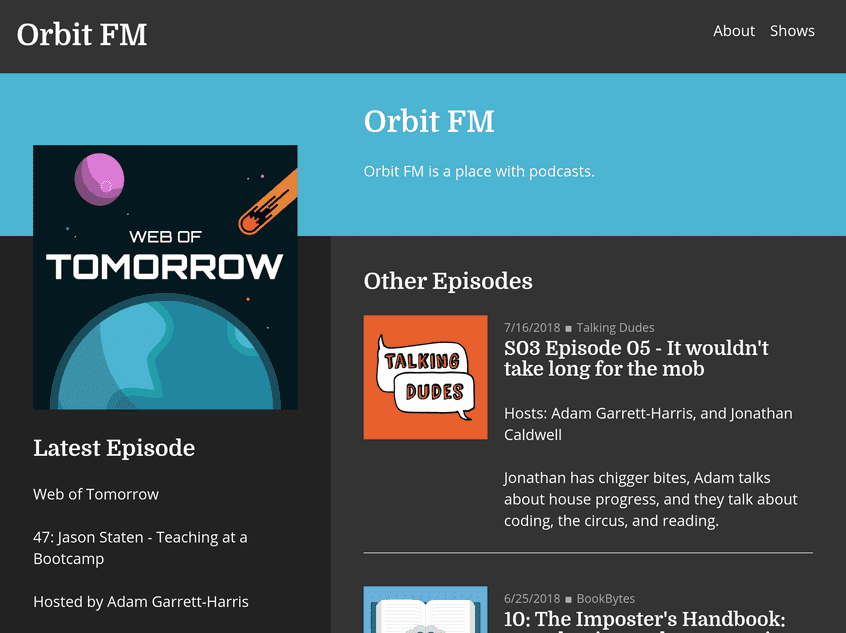 Orbit FM
About Shows
Orbit FM
Orbit FM is a place with podcasts.
WEB OF
TOMORROW
Latest Episode
Web of Tomorrow
47: Jason Staten - Teaching at a
Bootcamp
Hosted by Adam Garrett-Harris
Other Episodes
TALKING
DUDES
7/16/2018 ■ Talking Dudes
S03 Episode 05 - It wouldn't
take long for the mob
Hosts: Adam Garrett-Harris, and Jonathan
Caldwell
Jonathan has chigger bites, Adam talks
about house progress, and they talk about
coding, the circus, and reading.
6/25/2018 ■ BookBytes
10: The Imposter's Handbook: